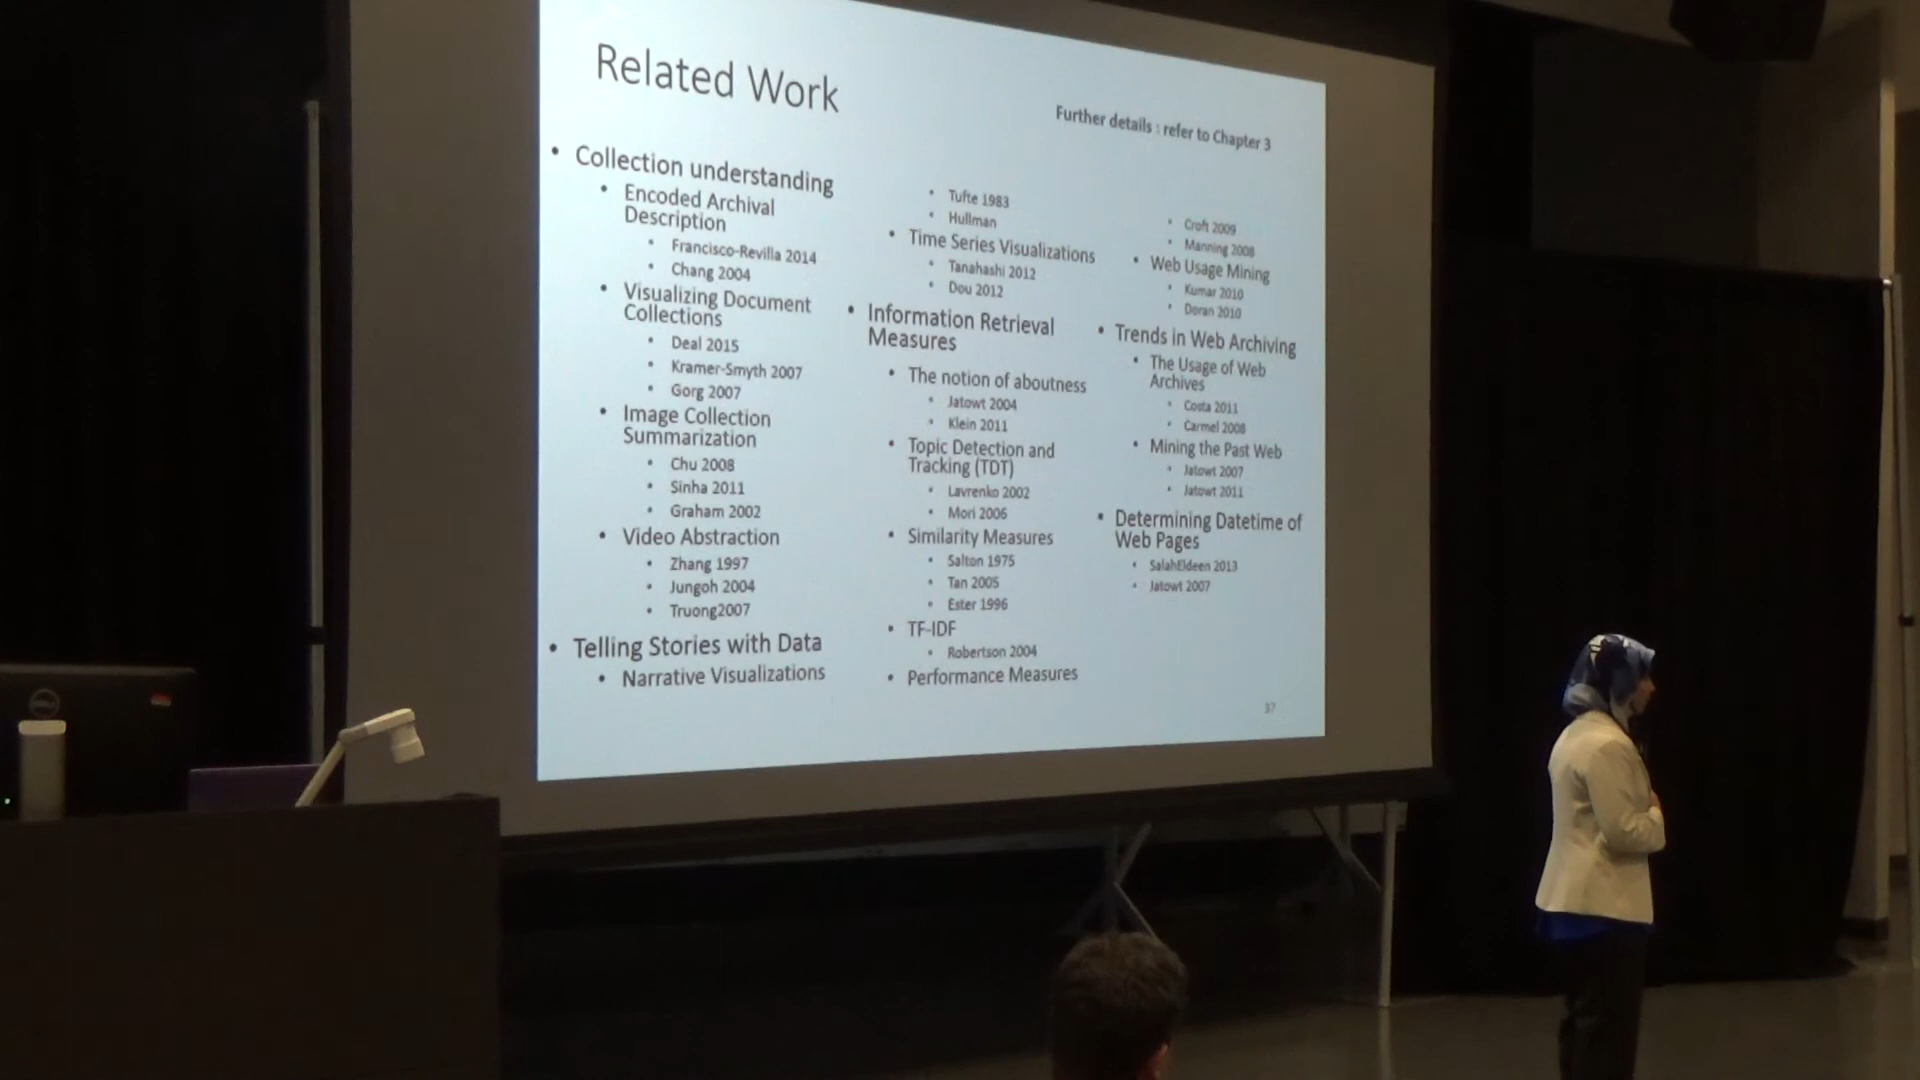 Related Work
Further details : refer to Chapter 3
• Collection understanding
• Encoded Archival
Description
• Francisco-Revilla 2014
• Chang 2004
• Visualizing Document
Collections
• Deal 2015
• Kramer-Smyth 2007
• Gorg 2007
• Image Collection
Summarization
• Chu 2008
• Sinha 2011
• Graham 2002
• Video Abstraction
• Zhang 1997
• Jungoh 2004
• Truong2007
• Telling Stories with Data
• Narrative Visualizations
• Tufte 1983
• Hullman
• Time Series Visualizations
• Tanahashi 2012
• Dou 2012
• Information Retrieval
Measures
• The notion of aboutness
• Jatowt 2004
• Klein 2011
• Topic Detection and
Tracking (TDT)
• Lavrenko 2002
• Mori 2006
• Similarity Measures
• Salton 1975
• Tan 2005
• Ester 1996
• TF-IDF
• Robertson 2004
• Performance Measures
• Croft 2009
• Manning 2008
• Web Usage Mining
• Kumar 2010
• Doran 2010
• Trends in Web Archiving
• The Usage of Web
Archives
• Costa 2011
• Carmel 2008
• Mining the Past Web
• Jatowt 2007
• Jatowt 2011
• Determining Datetime of
Web Pages
• SalahEldeen 2013
• Jatowt 2007
37
DELL